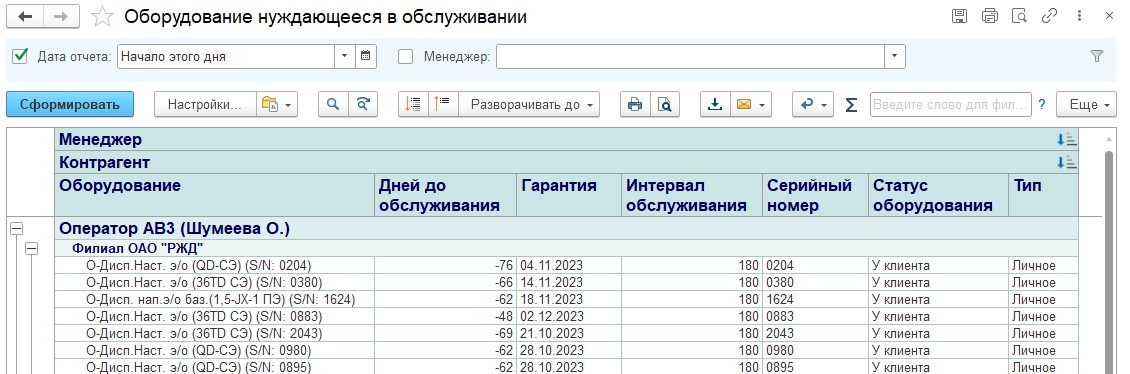 Оборудование нуждающееся в обслуживании
Дата отчета: Начало этого дня Менеджер:
Сформировать Настройки... Разворачивать до Σ Введите слово для фил... ? Еще
Менеджер
Контрагент
Оборудование Дней до обслуживания Гарантия Интервал обслуживания Серийный номер Статус оборудования Тип
Оператор АВ3 (Шумеева О.)
Филиал ОАО "РЖД"
О-Дисп.Наст. э/о (QD-СЭ) (S/N: 0204) -76 04.11.2023 180 0204 У клиента Личное
О-Дисп.Наст. э/о (36TD СЭ) (S/N: 0380) -66 14.11.2023 180 0380 У клиента Личное
О-Дисп. нап.э/о баз.(1,5-JX-1 ПЭ) (S/N: 1624) -62 18.11.2023 180 1624 У клиента Личное
О-Дисп.Наст. э/о (36TD СЭ) (S/N: 0883) -48 02.12.2023 180 0883 У клиента Личное
О-Дисп.Наст. э/о (36TD СЭ) (S/N: 2043) -69 21.10.2023 180 2043 У клиента Личное
О-Дисп.Наст. э/о (QD-СЭ) (S/N: 0980) -62 28.10.2023 180 0980 У клиента Личное
О-Дисп.Наст. э/о (QD-СЭ) (S/N: 0895) -62 28.10.2023 180 0895 У клиента Личное